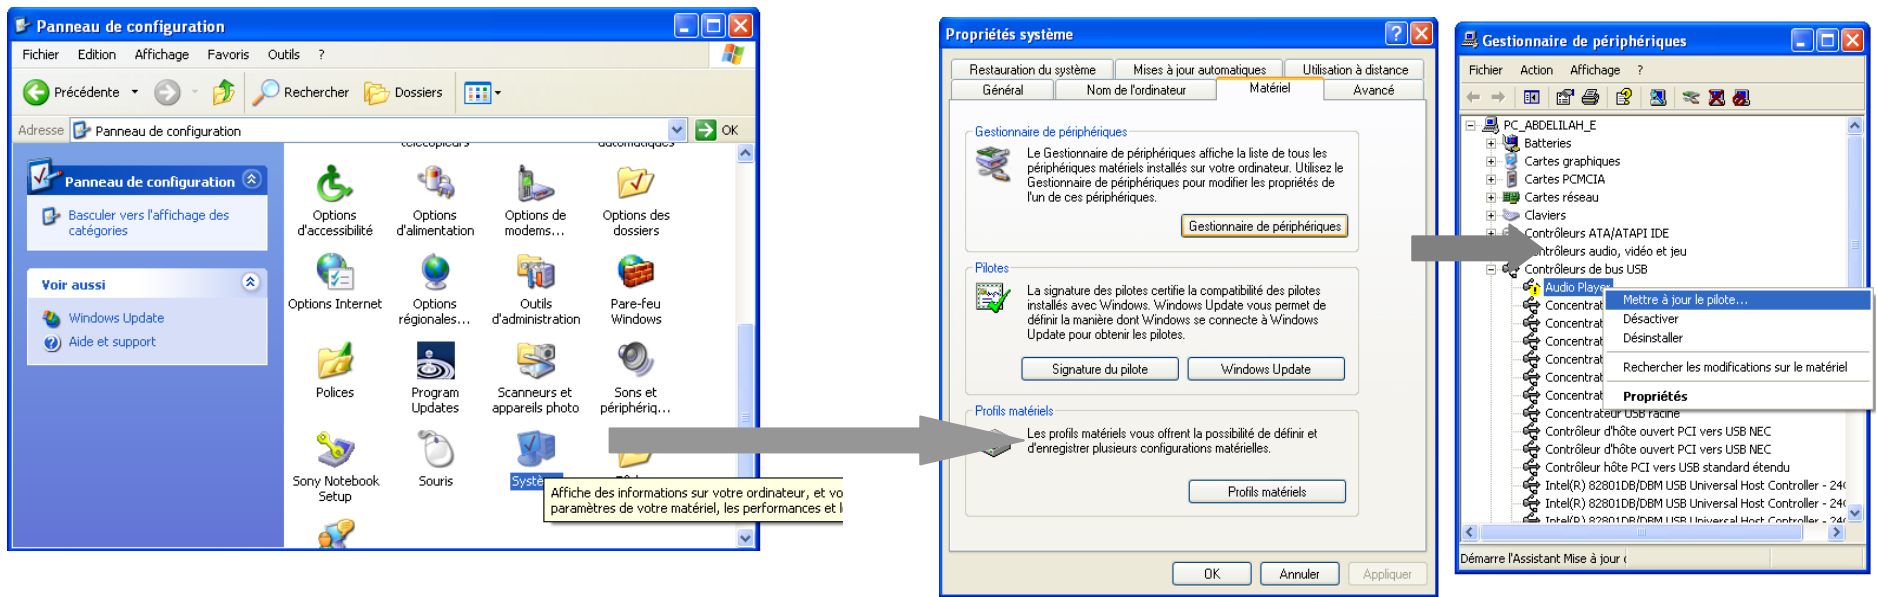 Panneau de configuration
Fichier Edition Affichage Favoris Outils ?
Précédente Rechercher Dossiers
Adresse Panneau de configuration OK
Panneau de configuration
Basculer vers l'affichage des
catégories
Voir aussi
Windows Update
Aide et support
Options
d'accessibilité
Options
d'alimentation
Options de
modems...
Options des
dossiers
Options Internet
Options
régionales...
Outils
d'administration
Pare-feu
Windows
Polices
Program
Updates
Scanneurs et
appareils photo
Sons et
périphériq...
Sony Notebook
Setup
Souris
Affiche des informations sur votre ordinateur, et vo
paramètres de votre matériel, les performances et l
Propriétés système
Restauration du système Mises à jour automatiques Utilisation à distance
Général Nom de l'ordinateur Matériel Avancé
Gestionnaire de périphériques
Le Gestionnaire de périphériques affiche la liste de tous les
périphériques matériels installés sur votre ordinateur. Utilisez le
Gestionnaire de périphériques pour modifier les propriétés de
l'un de ces périphériques.
Gestionnaire de périphériques
Pilotes
La signature des pilotes certifie la compatibilité des pilotes
installés avec Windows. Windows Update vous permet de
définir la manière dont Windows se connecte à Windows
Update pour obtenir les pilotes.
Signature du pilote Windows Update
Profils matériels
Les profils matériels vous offrent la possibilité de définir et
d'enregistrer plusieurs configurations matérielles.
Profils matériels
OK Annuler Appliquer
Gestionnaire de périphériques
Fichier Action Affichage ?
PC_ABDELILAH_E
Batteries
Cartes graphiques
Cartes PCMCIA
Cartes réseau
Claviers
Contrôleurs ATA/ATAPI IDE
ntrôleurs audio, vidéo et jeu
Contrôleurs de bus USB
Audio Player
Concentrat
Concentrat
Concentrat
Concentrat
Concentrat
Concentrat
Concentrateur USB racine
Contrôleur d'hôte ouvert PCI vers USB NEC
Contrôleur d'hôte ouvert PCI vers USB NEC
Contrôleur hôte PCI vers USB standard étendu
Intel(R) 82801DB/DBM USB Universal Host Controller - 24
Intel(R) 82801DB/DBM USB Universal Host Controller - 24
Mettre à jour le pilote...
Désactiver
Désinstaller
Rechercher les modifications sur le matériel
Propriétés
Démarre l'Assistant Mise à jour